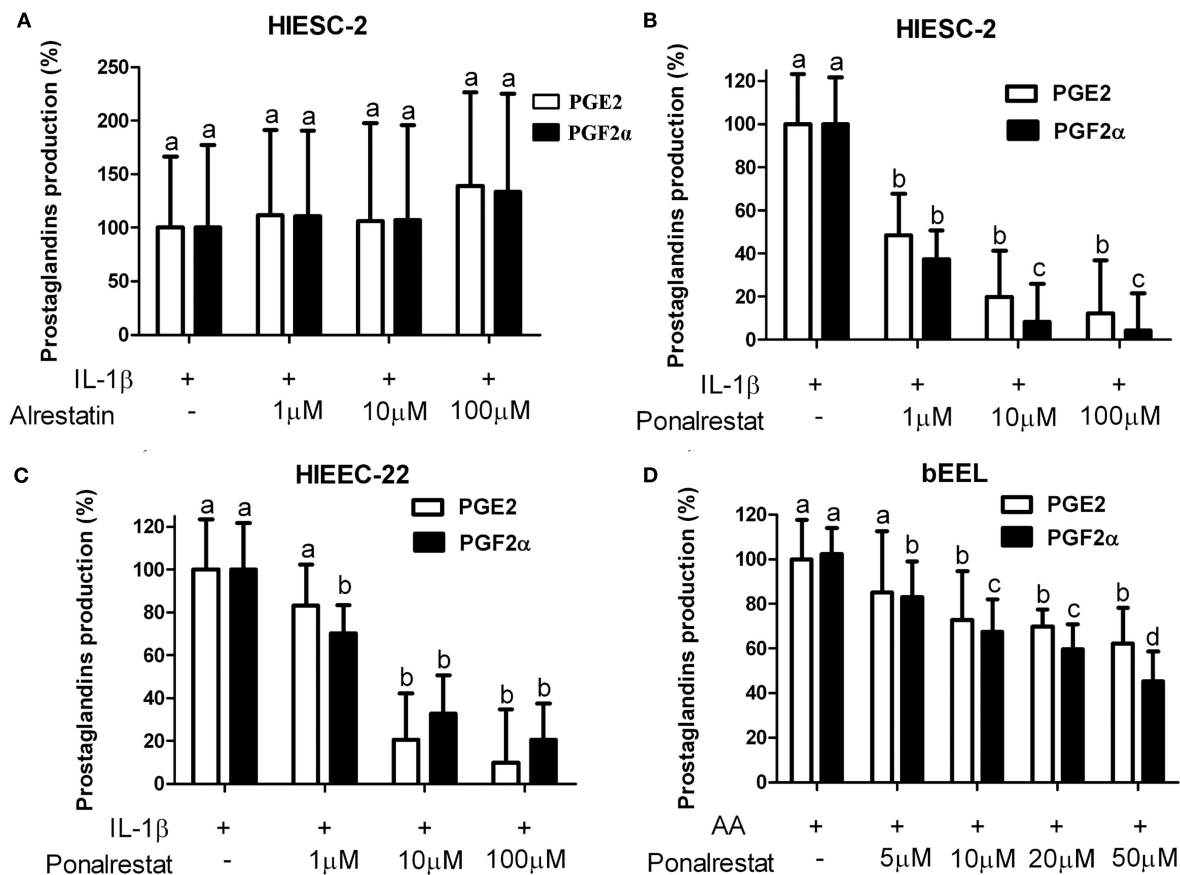 A
HIESC-2
Prostaglandins production (%)
250
200
150
100
50
0
a a a a a a a a
PGE2
PGF2α
IL-1β + + + +
Alrestatin - 1μM 10μM 100μM
B
HIESC-2
Prostaglandins production (%)
120
100
80
60
40
20
0
a a b b b c b c
PGE2
PGF2α
IL-1β + + + +
Ponalrestat - 1μM 10μM 100μM
C
HIEEC-22
Prostaglandins production (%)
120
100
80
60
40
20
0
a a a b b b b b
PGE2
PGF2α
IL-1β + + + +
Ponalrestat - 1μM 10μM 100μM
D
bEEL
Prostaglandins production (%)
120
100
80
60
40
20
0
a a a b b c b c b d
PGE2
PGF2α
AA + + + + +
Ponalrestat - 5μM 10μM 20μM 50μM